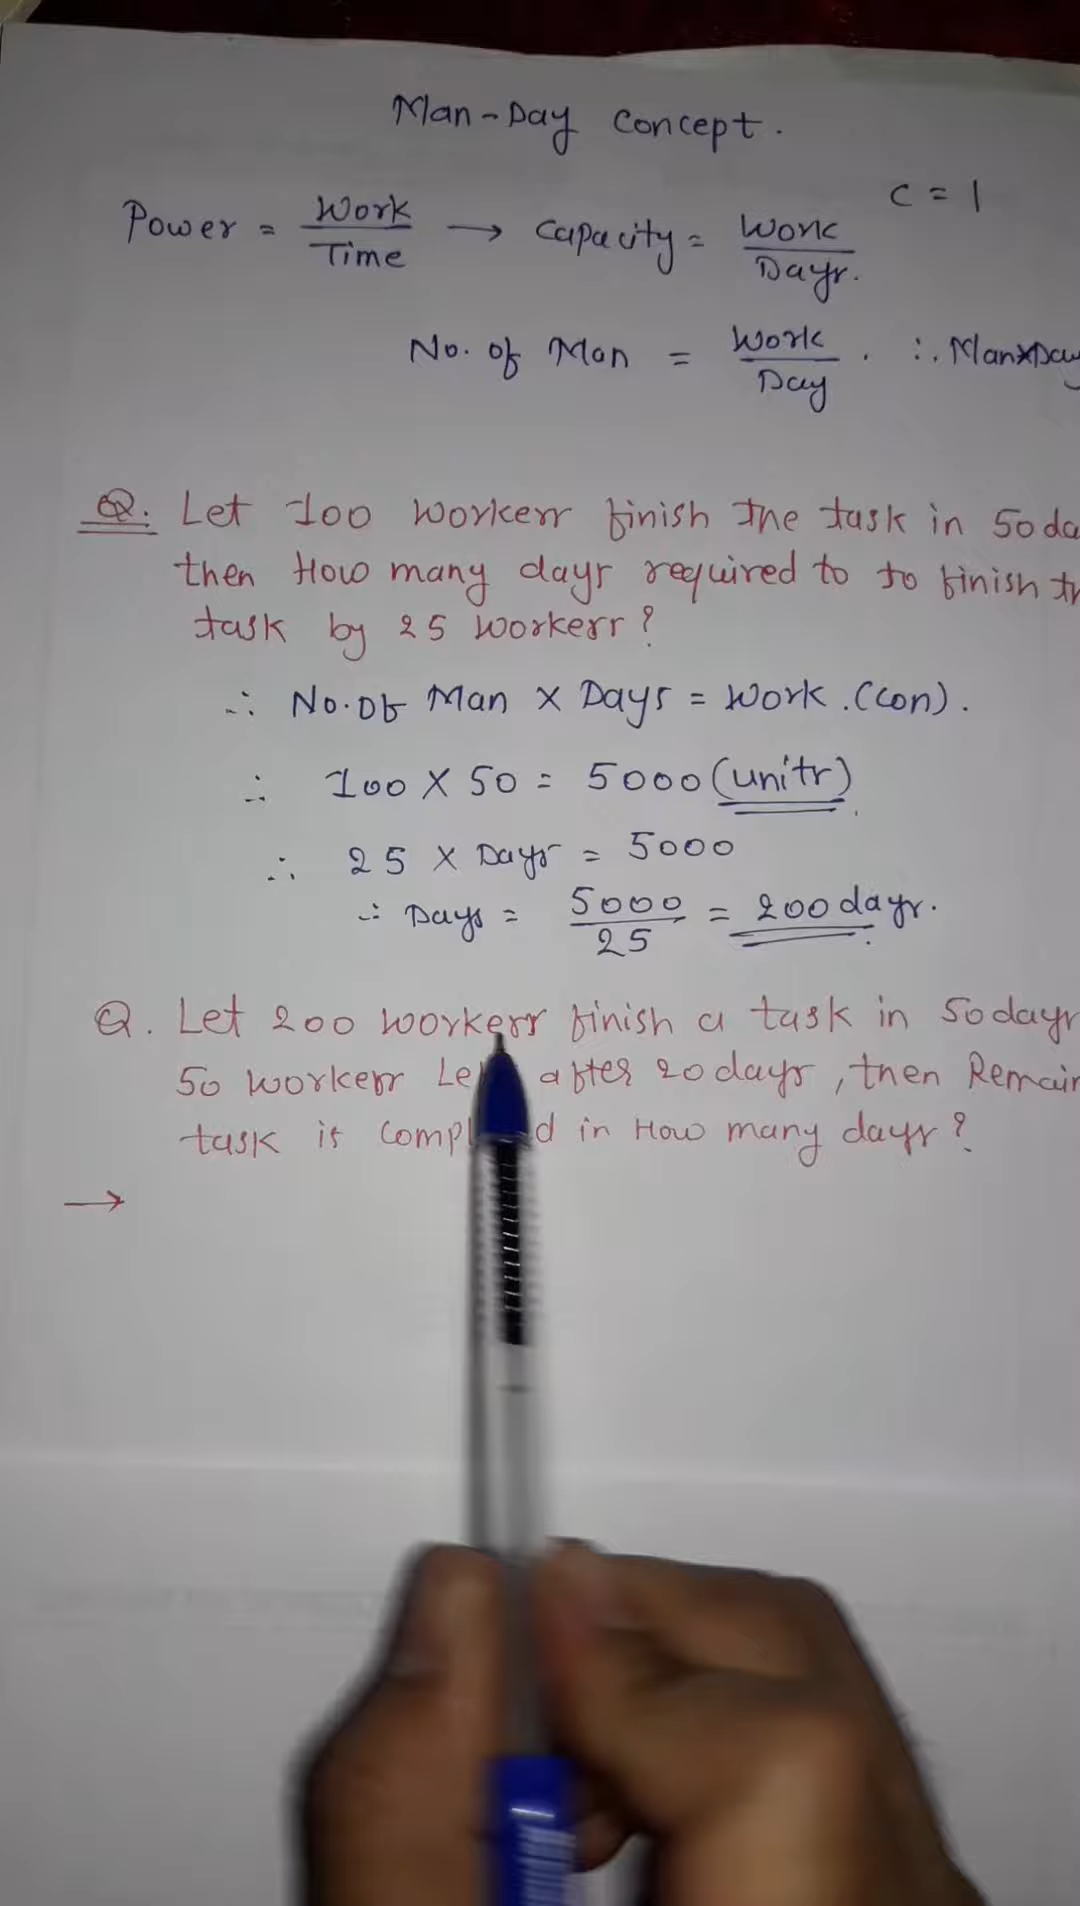 Man-Day Concept.
C = 1
Power = Work / Time → Capacity = Work / Days.
No. of Man = Work / Day . ∴ Man×Day
Q. Let 100 workers finish the task in 50 da
then How many days required to to finish th
task by 25 workers?
∴ No. Of Man × Days = Work. (Con).
∴ 100 × 50 = 5000 (units)
∴ 25 × Days = 5000
∴ Days = 5000 / 25 = 200 days.
Q. Let 200 workers finish a task in 50 days
50 workers after 20 days, then Remain
task is in How many days?
→